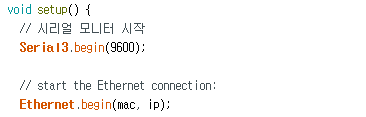 void setup() {
// 시리얼 모니터 시작
Serial3.begin(9600);
// start the Ethernet connection:
Ethernet.begin(mac, ip);